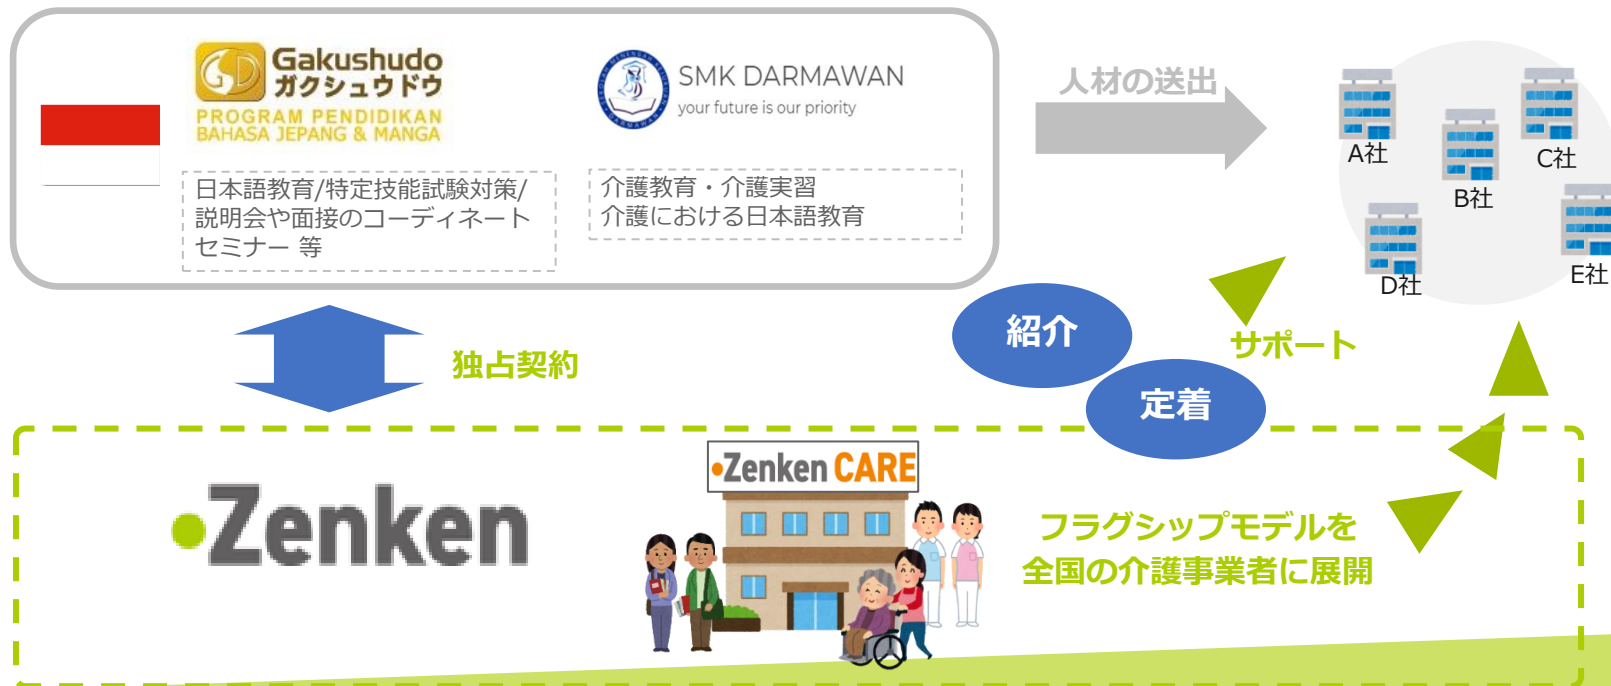 Gakushudo
ガクシュウドウ
PROGRAM PENDIDIKAN
BAHASA JEPANG & MANGA
日本語教育/特定技能試験対策/
説明会や面接のコーディネート
セミナー 等
SMK DARMAWAN
your future is our priority
介護教育・介護実習
介護における日本語教育
人材の送出
A社
B社
C社
D社
E社
独占契約
紹介
定着
サポート
•Zenken
•Zenken CARE
フラグシップモデルを
全国の介護事業者に展開